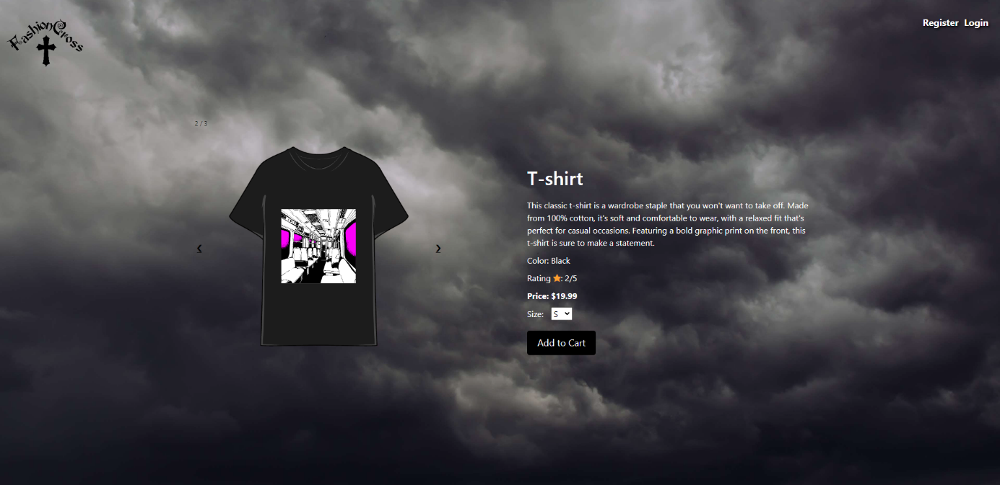 FashionCross
Register Login
2 / 3
T-shirt
This classic t-shirt is a wardrobe staple that you won't want to take off. Made
from 100% cotton, it's soft and comfortable to wear, with a relaxed fit that's
perfect for casual occasions. Featuring a bold graphic print on the front, this
t-shirt is sure to make a statement.
Color: Black
Rating ⭐: 2/5
Price: $19.99
Size: S
Add to Cart